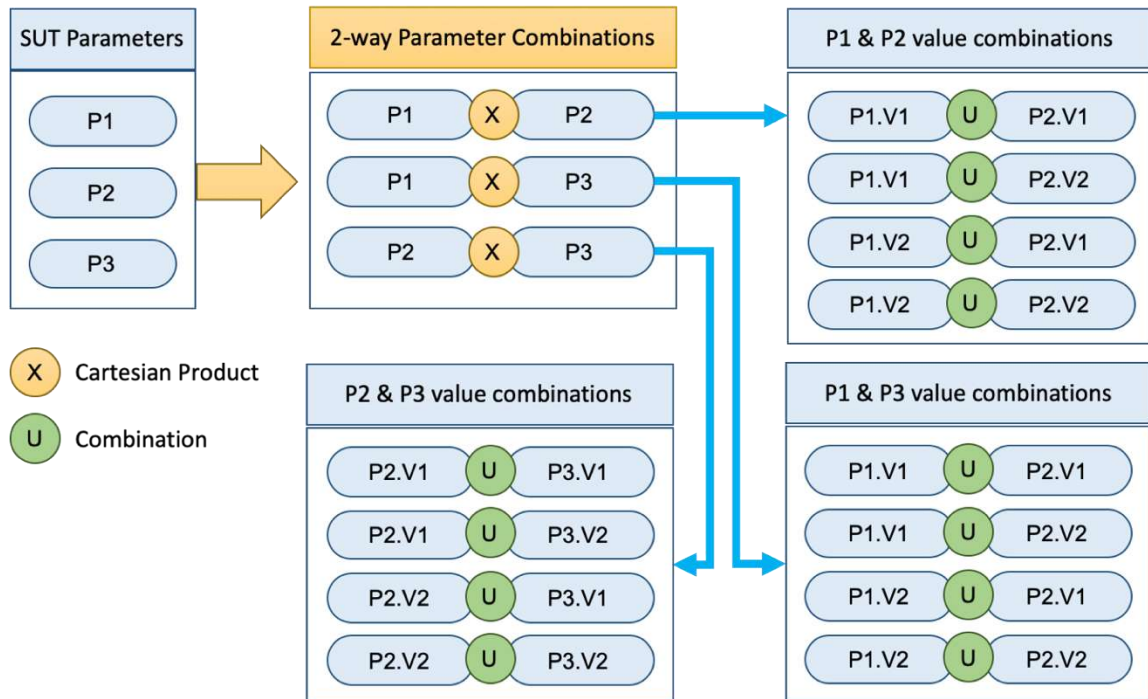 SUT Parameters
P1
P2
P3
2-way Parameter Combinations
P1 X P2
P1 X P3
P2 X P3
P1 & P2 value combinations
P1.V1 U P2.V1
P1.V1 U P2.V2
P1.V2 U P2.V1
P1.V2 U P2.V2
X Cartesian Product
U Combination
P2 & P3 value combinations
P2.V1 U P3.V1
P2.V1 U P3.V2
P2.V2 U P3.V1
P2.V2 U P3.V2
P1 & P3 value combinations
P1.V1 U P2.V1
P1.V1 U P2.V2
P1.V2 U P2.V1
P1.V2 U P2.V2